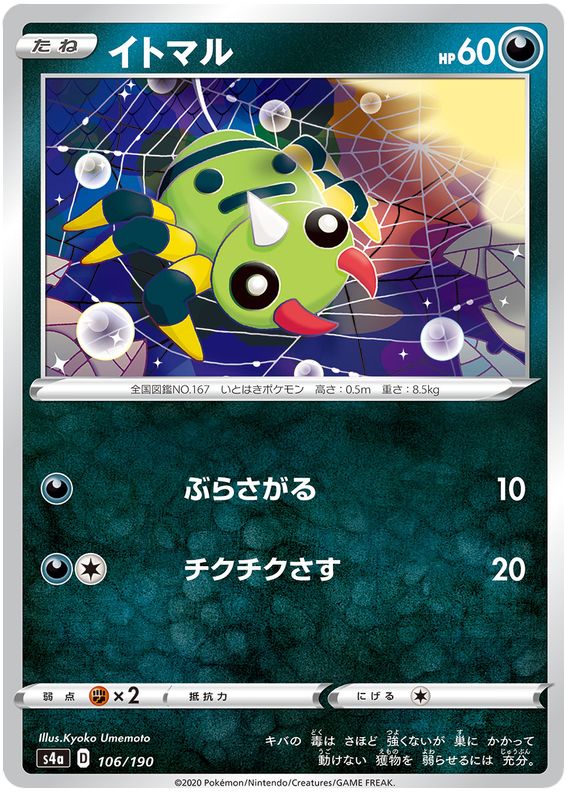 たね イトマル HP60
全国図鑑NO.167 いとはきポケモン 高さ:0.5m 重さ:8.5kg
ぶらさがる 10
チクチクさす 20
弱点 ×2 抵抗力 にげる
Illus.Kyoko Umemoto
キバの 毒は さほど 強くないが 巣に かかって
動けない 獲物を 弱らせるには 充分。
s4a D 106/190
©2020 Pokémon/Nintendo/Creatures/GAME FREAK.